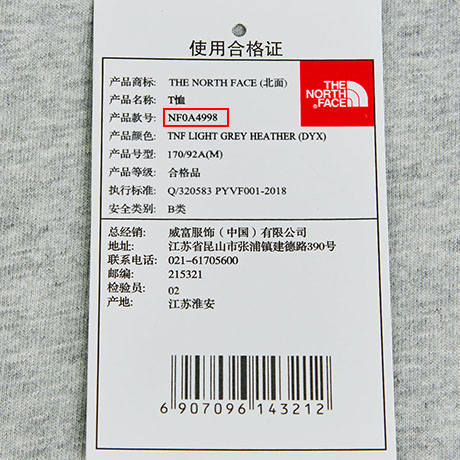 使用合格证
产品商标: THE NORTH FACE (北面)
产品名称: T恤
产品款号: NF0A4998
产品颜色: TNF LIGHT GREY HEATHER (DYX)
产品号型: 170/92A(M)
产品等级: 合格品
执行标准: Q/320583 PYVF001-2018
安全类别: B类
THE
NORTH
FACE
总经销: 威富服饰（中国）有限公司
地址: 江苏省昆山市张浦镇建德路390号
联系电话: 021-61705600
邮编: 215321
检验员: 02
产地: 江苏淮安
6 907096 143212